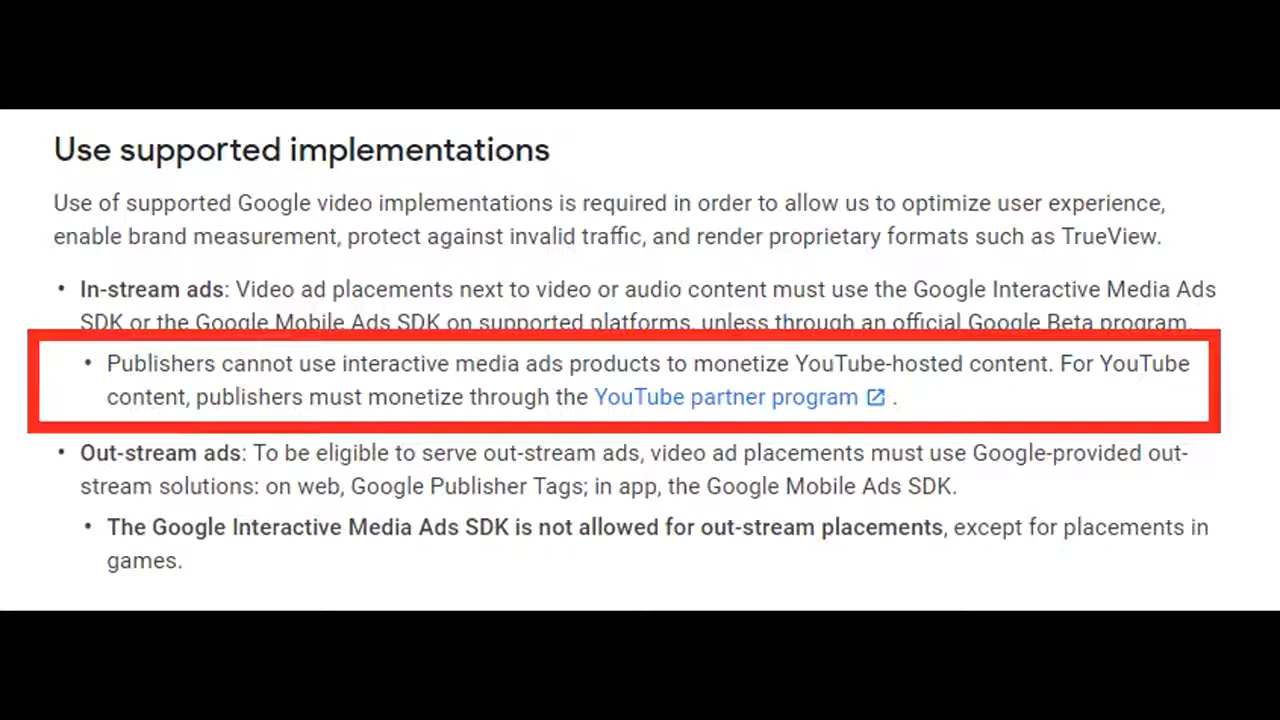 Use supported implementations
Use of supported Google video implementations is required in order to allow us to optimize user experience,
enable brand measurement, protect against invalid traffic, and render proprietary formats such as TrueView.
• In-stream ads: Video ad placements next to video or audio content must use the Google Interactive Media Ads
SDK or the Google Mobile Ads SDK on supported platforms, unless through an official Google Beta program.
• Publishers cannot use interactive media ads products to monetize YouTube-hosted content. For YouTube
content, publishers must monetize through the YouTube partner program .
• Out-stream ads: To be eligible to serve out-stream ads, video ad placements must use Google-provided out-
stream solutions: on web, Google Publisher Tags; in app, the Google Mobile Ads SDK.
• The Google Interactive Media Ads SDK is not allowed for out-stream placements, except for placements in
games.